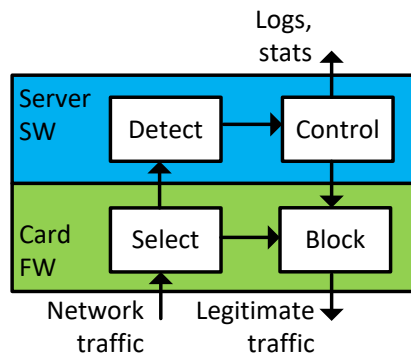 Logs,
stats
Server
SW
Detect
Control
Card
FW
Select
Block
Network
traffic
Legitimate
traffic